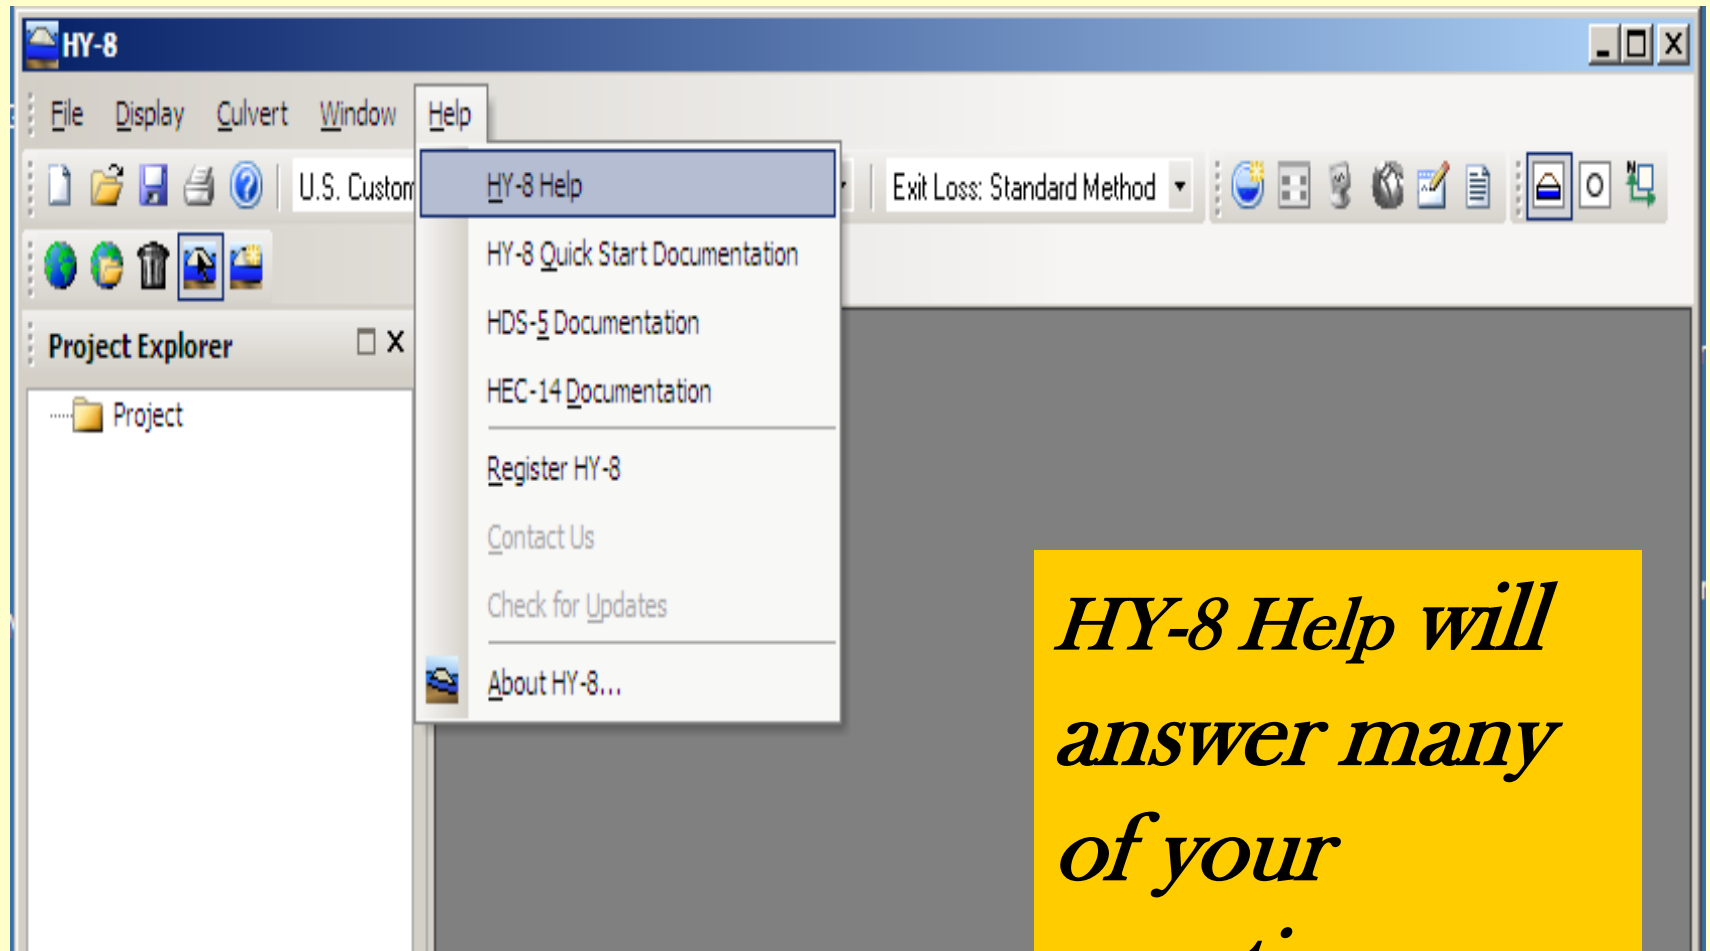 HY-8
File Display Culvert Window Help
U.S. Custom
Exit Loss: Standard Method
HY-8 Help
HY-8 Quick Start Documentation
HDS-5 Documentation
HEC-14 Documentation
Register HY-8
Contact Us
Check for Updates
About HY-8...
Project Explorer
Project
HY-8 Help will
answer many
of your